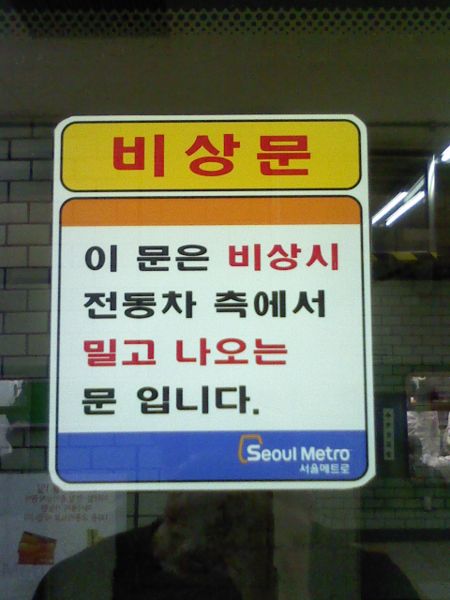 비상문
이 문은 비상시
전동차 측에서
밀고 나오는
문 입니다.
Seoul Metro
서울메트로